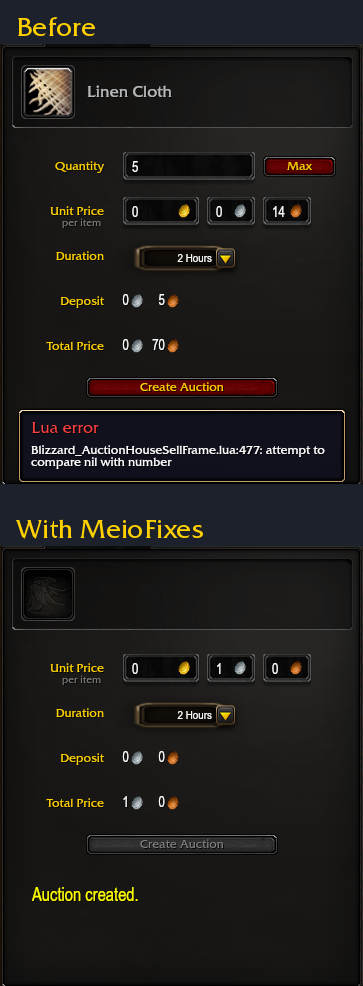 Before
Linen Cloth
Quantity 5 Max
Unit Price 0 0 14
per item
Duration 2 Hours
Deposit 0 5
Total Price 0 70
Create Auction
Lua error
Blizzard_AuctionHouseSellFrame.lua:477: attempt to
compare nil with number
With MeioFixes
Unit Price 0 1 0
per item
Duration 2 Hours
Deposit 0 0
Total Price 1 0
Create Auction
Auction created.